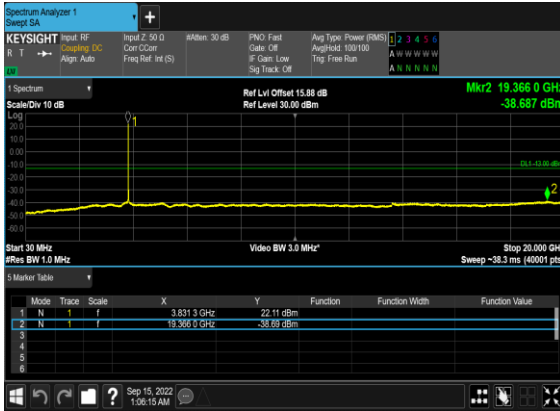 Spectrum Analyzer 1
Swept SA
+
KEYSIGHT
R T
LV
Input: RF
Coupling: DC
Align: Auto
Input Z: 50 Ω
Corr CCorr
Freq Ref: Int (S)
#Atten: 30 dB
PNO: Fast
Gate: Off
IF Gain: Low
Sig Track: Off
Avg Type: Power (RMS)
Avg|Hold: 100/100
Trig: Free Run
1 2 3 4 5 6
A W W W W W
A N N N N N
1 Spectrum
Scale/Div 10 dB
Ref Lvl Offset 15.88 dB
Ref Level 30.00 dBm
Mkr2 19.366 0 GHz
-38.687 dBm
Log
20.0
10.0
0.00
-10.0
-20.0
-30.0
-40.0
-50.0
-60.0
1
DL1 -13.00 dBm
2
Start 30 MHz
#Res BW 1.0 MHz
Video BW 3.0 MHz*
Stop 20.000 GH
Sweep ~38.3 ms (40001 pts
5 Marker Table
Mode Trace Scale X Y Function Function Width Function Value
1 N 1 f 3.831 3 GHz 22.11 dBm
2 N 1 f 19.366 0 GHz -38.69 dBm
3
4
5
6
?
Sep 15, 2022
1:06:15 AM